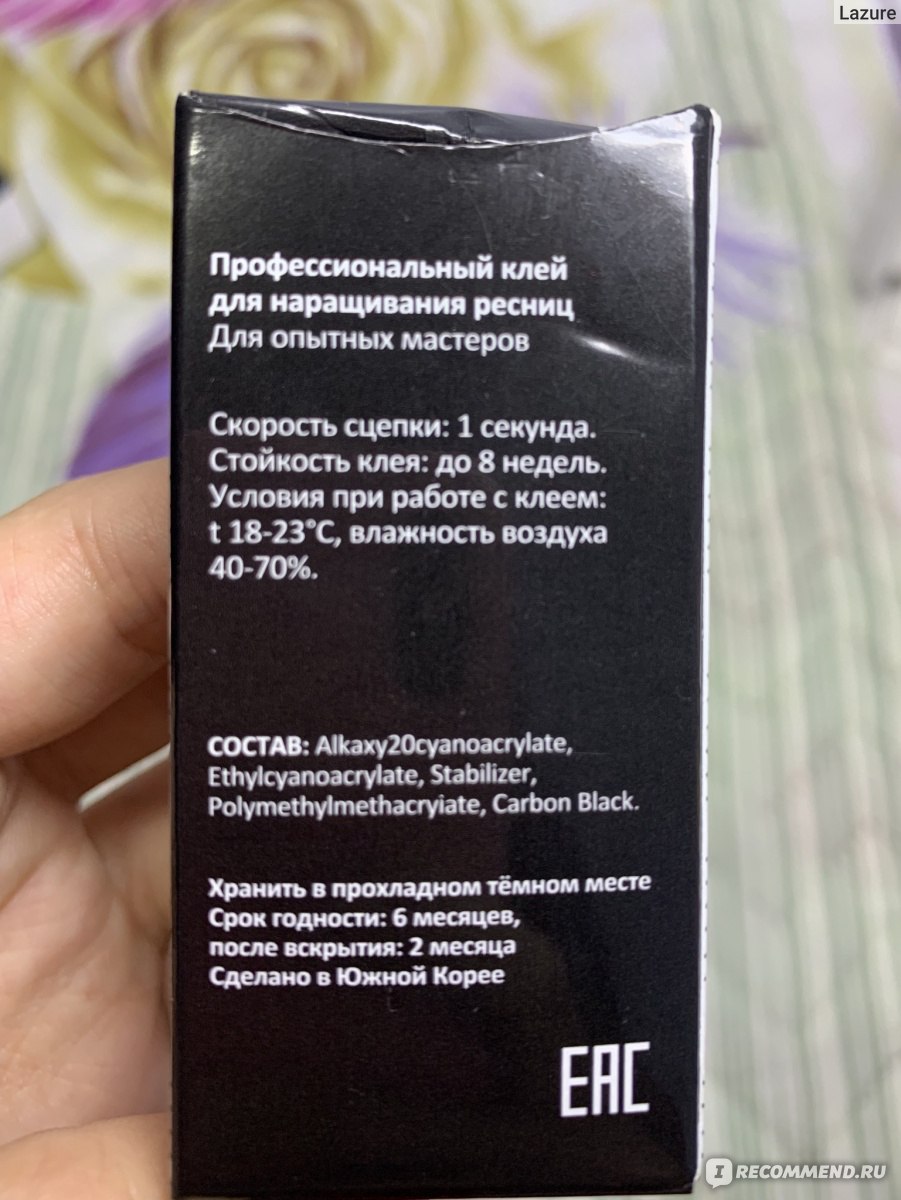 Lazure
Профессиональный клей
для наращивания ресниц
Для опытных мастеров
Скорость сцепки: 1 секунда.
Стойкость клея: до 8 недель.
Условия при работе с клеем:
t 18-23°C, влажность воздуха
40-70%.
СОСТАВ: Alkaxy20cyanoacrylate,
Ethylcyanoacrylate, Stabilizer,
Polymethylmethacryiate, Carbon Black.
Хранить в прохладном тёмном месте
Срок годности: 6 месяцев,
после вскрытия: 2 месяца
Сделано в Южной Корее
EAC
IRECOMMEND.RU